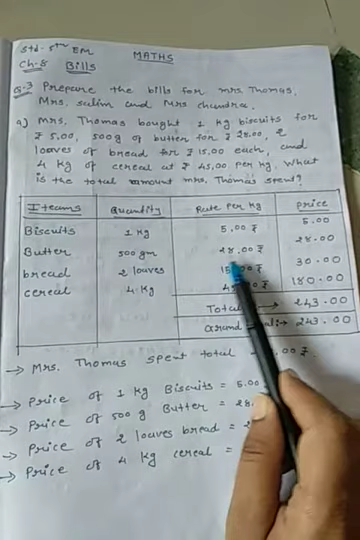 Std-5th EM
MATHS
Ch-8 Bills
Q.3 Prepare the bills for mrs Thomas,
Mrs. salim and Mrs chandra.
a) Mrs. Thomas bought 1 kg biscuits for
₹ 5.00, 500g of butter for ₹ 28.00, 2
loaves of bread for ₹ 15.00 each, and
4 kg of cereal at ₹ 45.00 per kg. What
is the total amount mrs. Thomas spent?
Iteams Quantity Rate Per Kg Price
Biscuits 1 kg 5.00 ₹ 5.00
Butter 500 gm 28.00 ₹ 28.00
bread 2 loaves 15.00 ₹ 30.00
cereal 4 kg ₹ 180.00
Total → 243.00
243.00
→ Mrs. Thomas spent total .00 ₹.
→ Price of 1 kg Biscuits = 5.00
→ Price of 500 g Butter = 28.
→ Price of 2 loaves bread =
→ Price of 4 kg cereal =